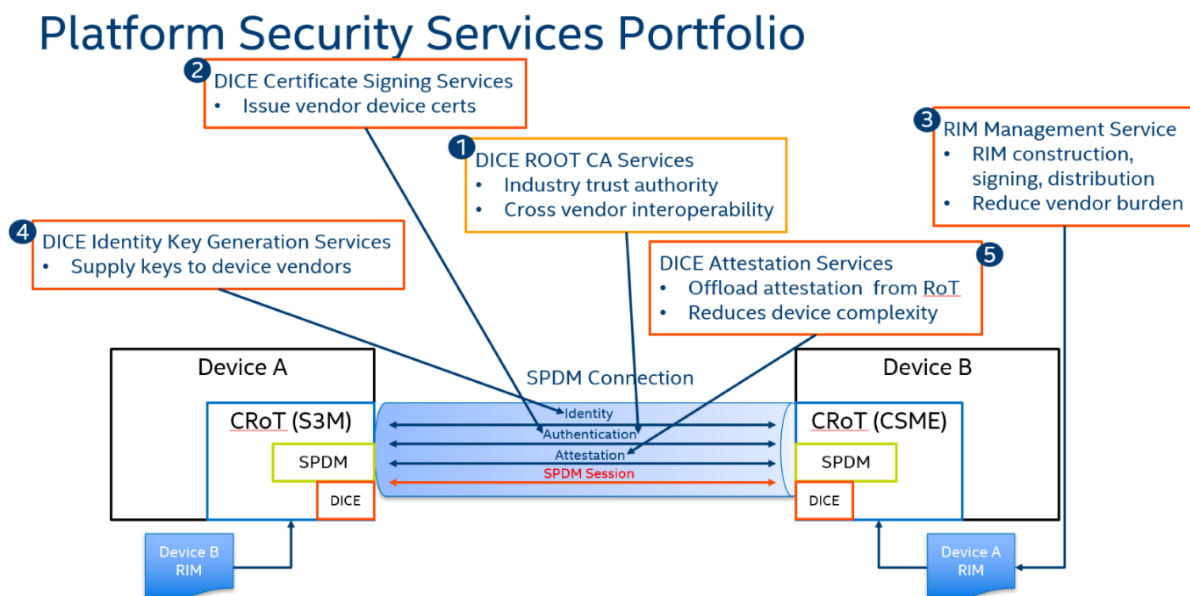 Platform Security Services Portfolio
2
DICE Certificate Signing Services
• Issue vendor device certs
1
DICE ROOT CA Services
• Industry trust authority
• Cross vendor interoperability
3
RIM Management Service
• RIM construction,
signing, distribution
• Reduce vendor burden
4
DICE Identity Key Generation Services
• Supply keys to device vendors
5
DICE Attestation Services
• Offload attestation from RoT
• Reduces device complexity
Device A
CRoT (S3M)
SPDM
DICE
Device B
RIM
SPDM Connection
Identity
Authentication
Attestation
SPDM Session
Device B
CRoT (CSME)
SPDM
DICE
Device A
RIM